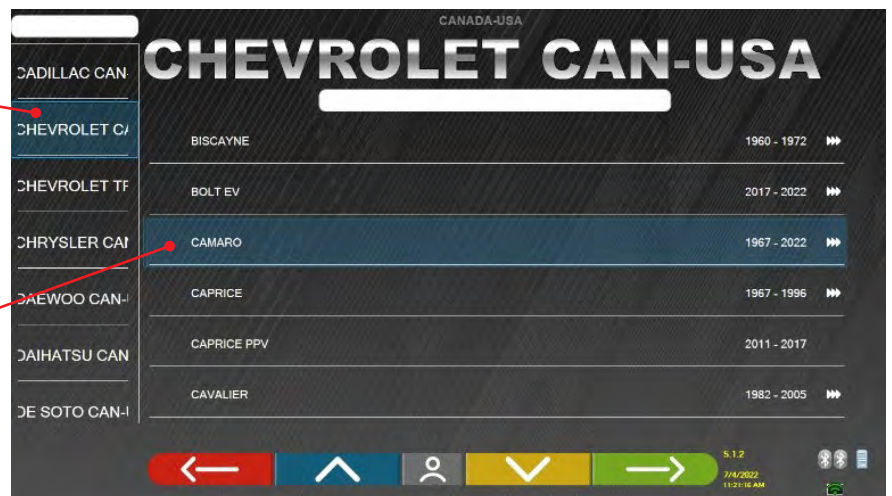 CANADA-USA
CHEVROLET CAN-USA
CADILLAC CAN-
CHEVROLET CA
CHEVROLET TR
CHRYSLER CAN
DAEWOO CAN-
DAIHATSU CAN
DE SOTO CAN-U
BISCAYNE 1960 - 1972
BOLT EV 2017 - 2022
CAMARO 1967 - 2022
CAPRICE 1967 - 1996
CAPRICE PPV 2011 - 2017
CAVALIER 1982 - 2005
5.1.2
7/4/2022
11:21:16 AM